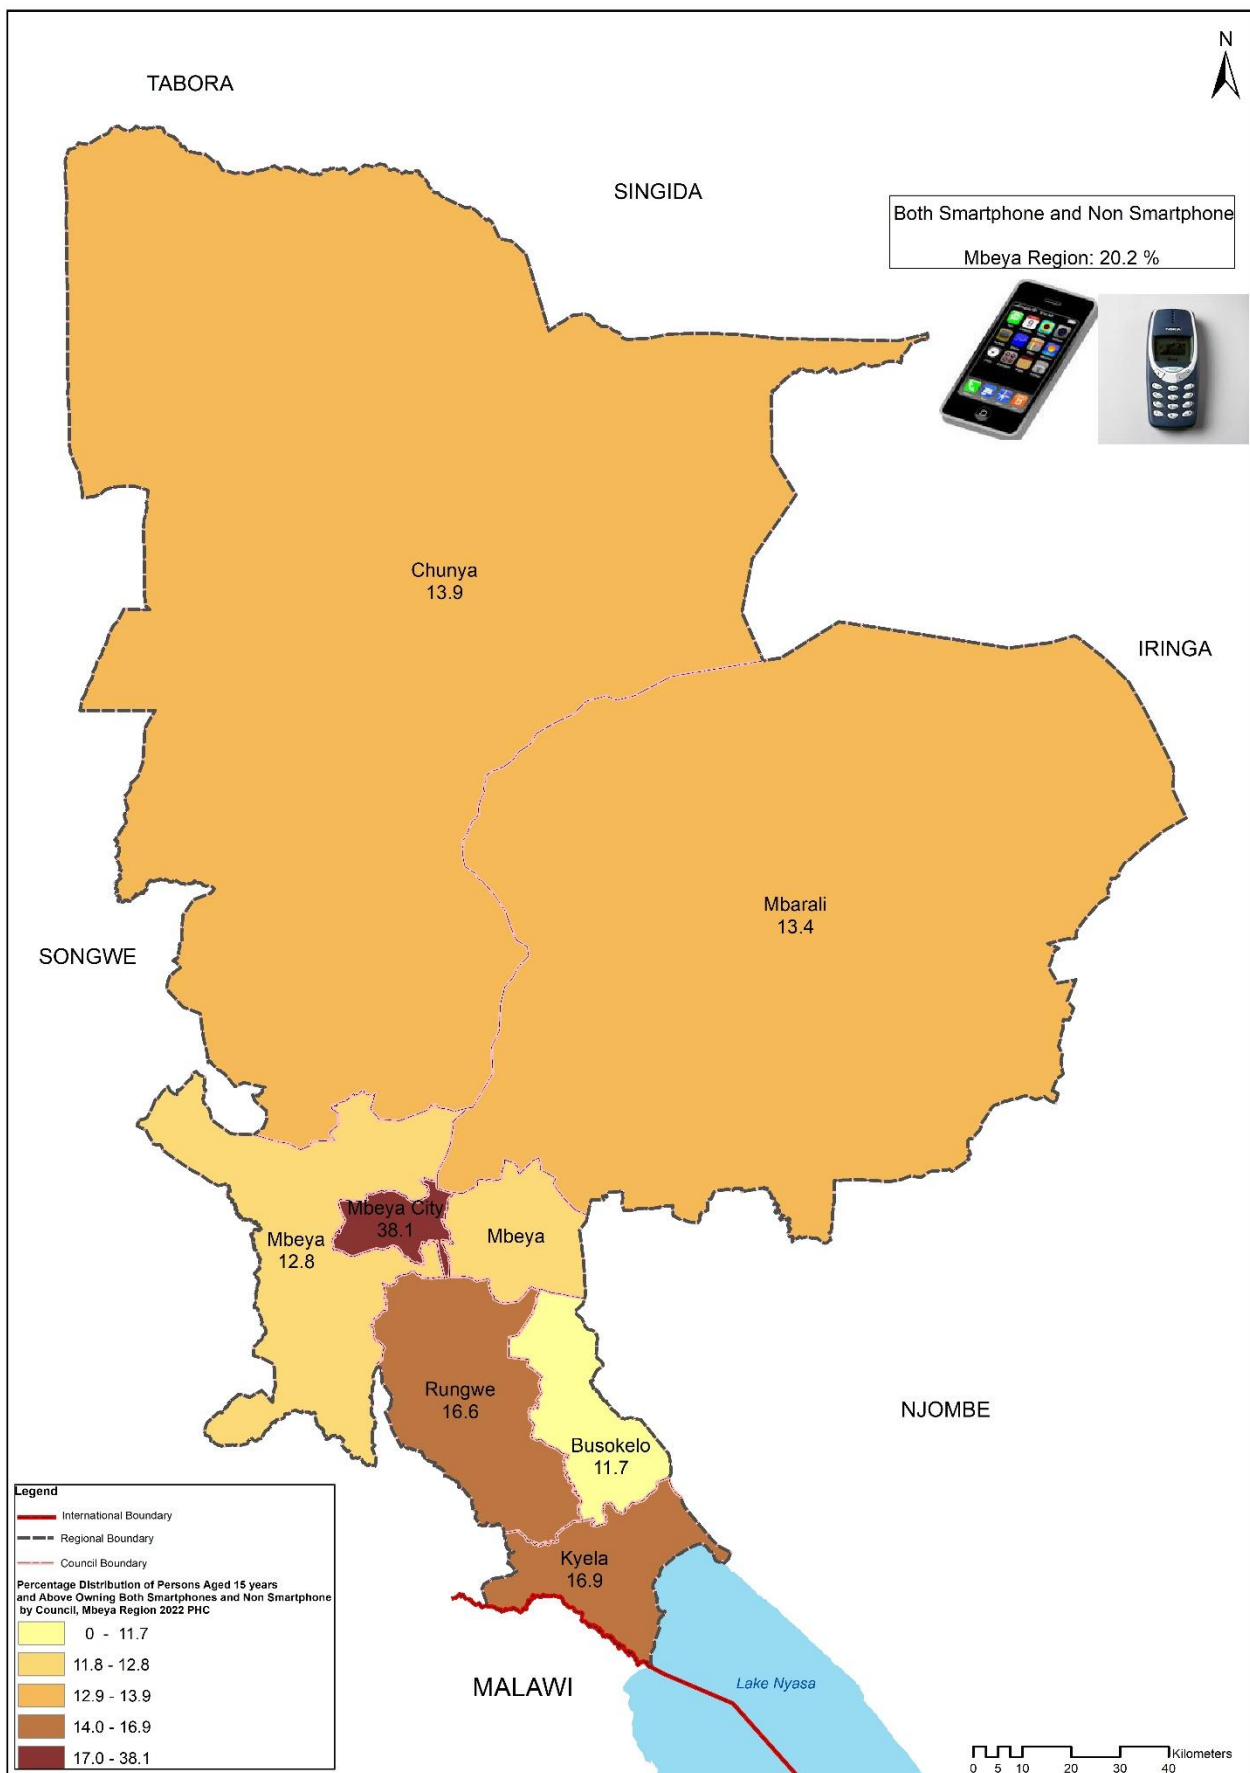 N
TABORA
SINGIDA
Both Smartphone and Non Smartphone
Mbeya Region: 20.2 %
NOKIA
Chunya
13.9
IRINGA
Mbarali
13.4
SONGWE
Mbeya City
38.1
Mbeya
12.8
Mbeya
Rungwe
16.6
NJOMBE
Busokelo
11.7
Kyela
16.9
MALAWI
Lake Nyasa
Legend
International Boundary
Regional Boundary
Council Boundary
Percentage Distribution of Persons Aged 15 years
and Above Owning Both Smartphones and Non Smartphone
by Council, Mbeya Region 2022 PHC
0 - 11.7
11.8 - 12.8
12.9 - 13.9
14.0 - 16.9
17.0 - 38.1
Kilometers
0 5 10 20 30 40